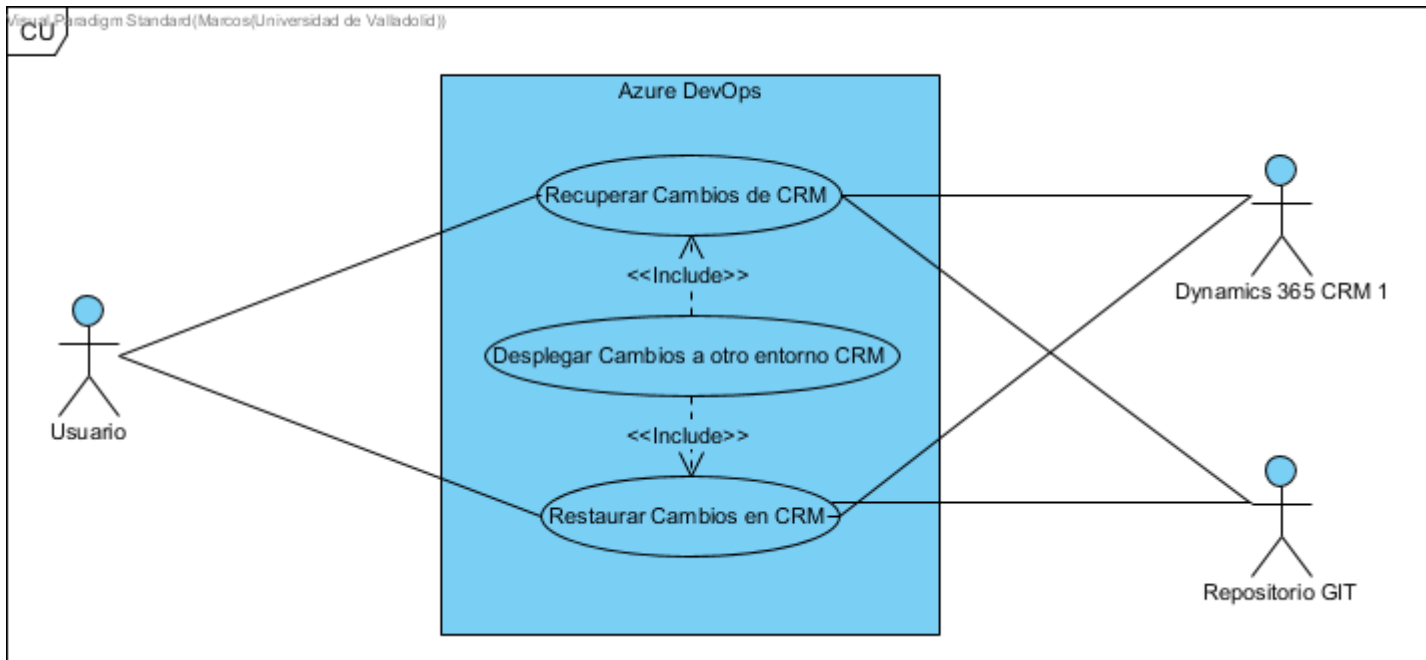 Visual Paradigm Standard(Marcos(Universidad de Valladolid))
CU
Azure DevOps
Recuperar Cambios de CRM
<<Include>>
Dynamics 365 CRM 1
Desplegar Cambios a otro entorno CRM
Usuario
<<Include>>
Restaurar Cambios en CRM
Repositorio GIT